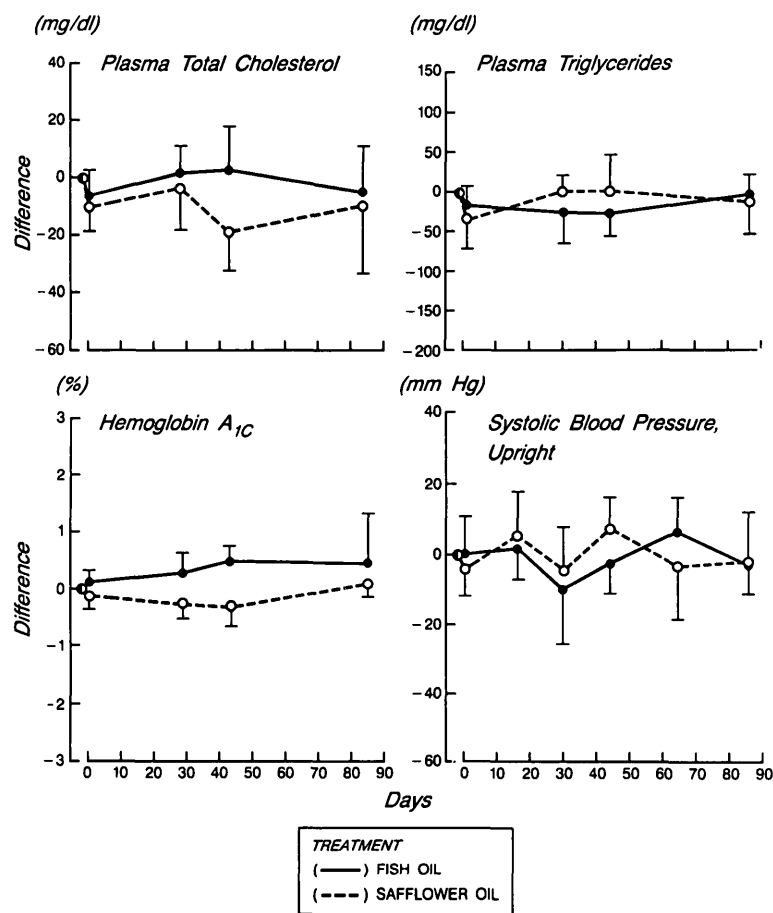 (mg/dl)
Plasma Total Cholesterol
40
20
0
−20
−40
−60
Difference
(mg/dl)
Plasma Triglycerides
150
100
50
0
−50
−100
−150
−200
(%)
Hemoglobin A1C
3
2
1
0
−1
−2
−3
Difference
0 10 20 30 40 50 60 70 80 90
(mm Hg)
Systolic Blood Pressure,
Upright
40
20
0
−20
−40
−60
0 10 20 30 40 50 60 70 80 90
Days
TREATMENT
(——) FISH OIL
(----) SAFFLOWER OIL